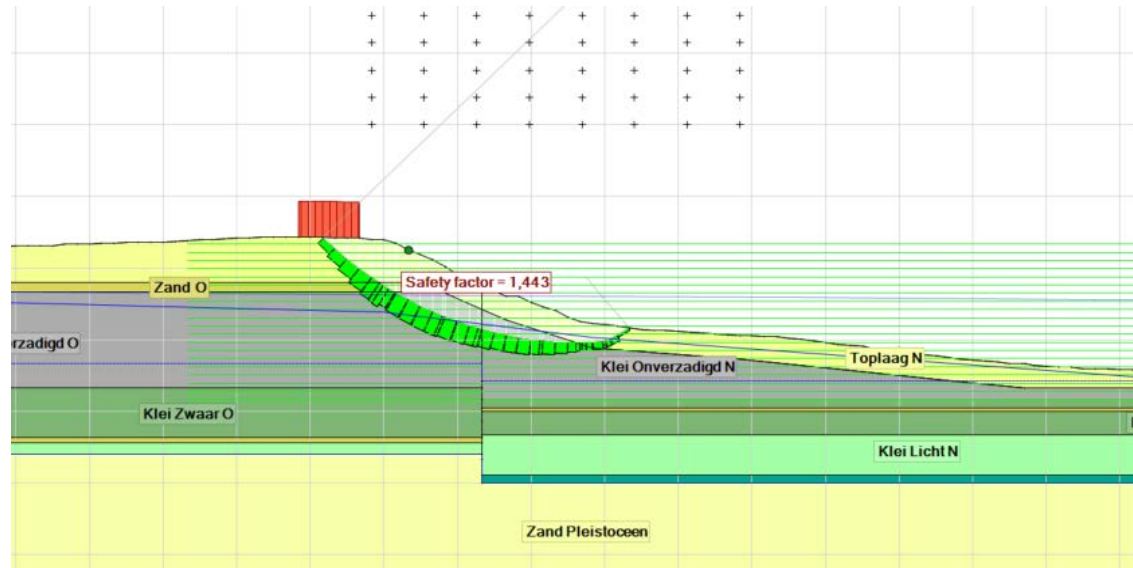 Safety factor = 1,443
Zand O
rzadigd O
Toplaag N
Klei Onverzadigd N
Klei Zwaar O
Klei Licht N
Zand Pleistoceen